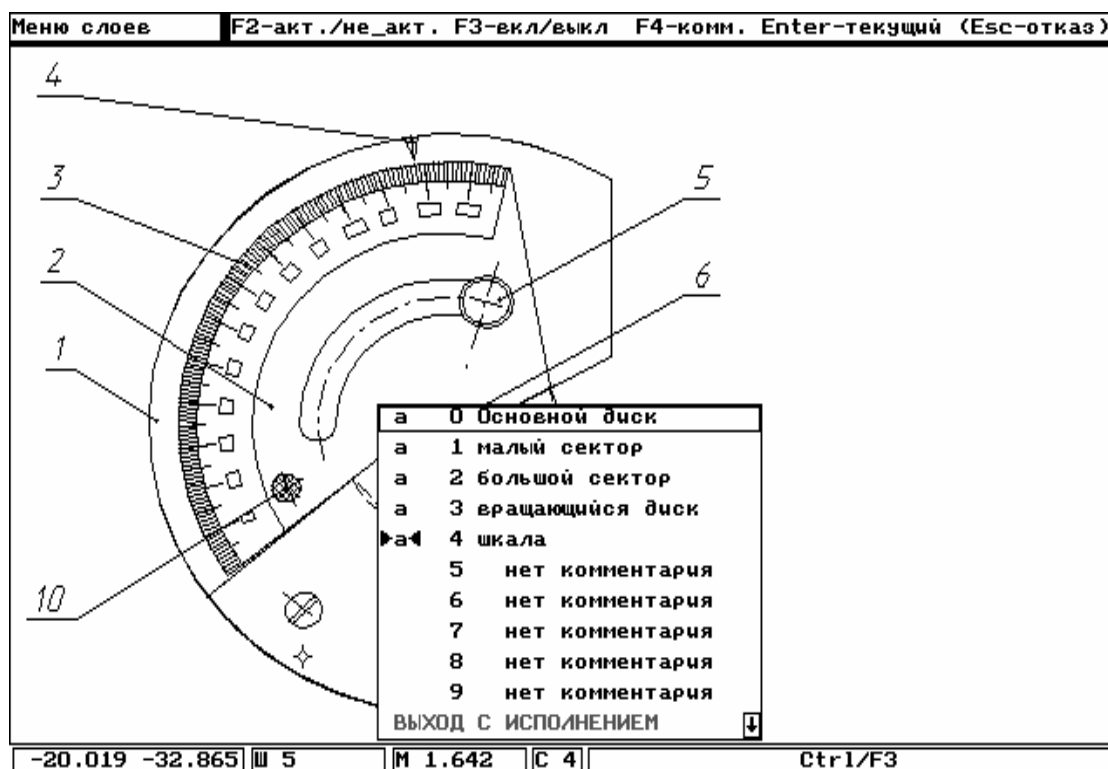 Меню слоев F2-акт./не_акт. F3-вкл/выкл F4-комм. Enter-текущий (Esc-отказ)
4
3
5
2
6
1
а 0 Основной диск
а 1 малый сектор
а 2 большой сектор
а 3 вращающийся диск
►а◄ 4 шкала
5 нет комментария
10
6 нет комментария
7 нет комментария
8 нет комментария
9 нет комментария
ВЫХОД С ИСПОЛНЕНИЕМ ↓
-20.019 -32.865 Ш 5 М 1.642 С 4 Ctrl/F3